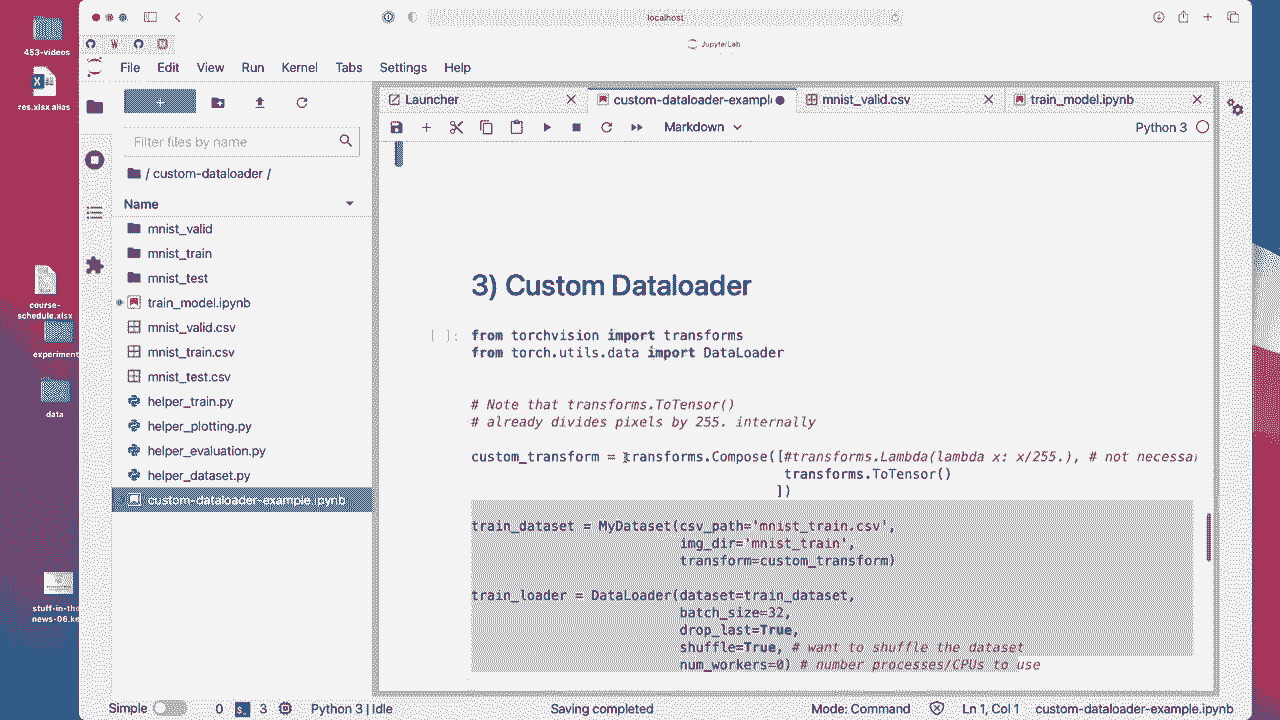 453-videos
res.xlsx alias
course-
schedule.xlsx
experiment
data
stuff-in-th
news-06.ke
localhost
JupyterLab
File Edit View Run Kernel Tabs Settings Help
Filter files by name
/ custom-dataloader /
Name
mnist_valid
mnist_train
mnist_test
train_model.ipynb
mnist_valid.csv
mnist_train.csv
mnist_test.csv
helper_train.py
helper_plotting.py
helper_evaluation.py
helper_dataset.py
custom-dataloader-example.ipynb
Launcher custom-dataloader-example mnist_valid.csv train_model.ipynb
Markdown Python 3
3) Custom Dataloader
[ ]: from torchvision import transforms
from torch.utils.data import DataLoader
# Note that transforms.ToTensor()
# already divides pixels by 255. internally
custom_transform = transforms.Compose([#transforms.Lambda(lambda x: x/255.), # not necessar
transforms.ToTensor()
])
train_dataset = MyDataset(csv_path='mnist_train.csv',
img_dir='mnist_train',
transform=custom_transform)
train_loader = DataLoader(dataset=train_dataset,
batch_size=32,
drop_last=True,
shuffle=True, # want to shuffle the dataset
num_workers=0) # number processes/CPUs to use
Simple 0 3 Python 3 | Idle Saving completed Mode: Command Ln 1, Col 1 custom-dataloader-example.ipynb